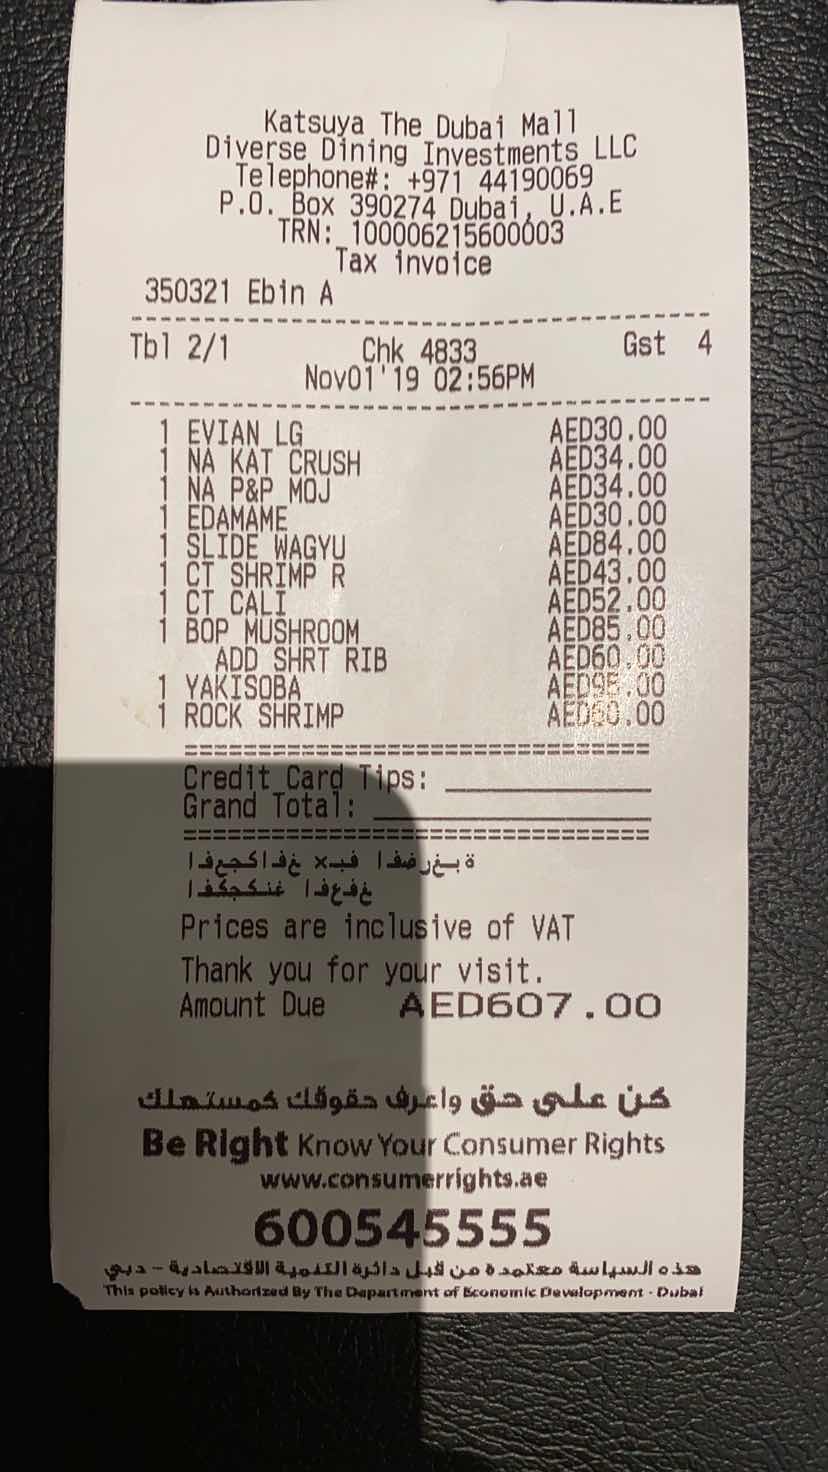 Katsuya The Dubai Mall
Diverse Dining Investments LLC
Telephone#: +971 44190069
P.O. Box 390274 Dubai, U.A.E
TRN: 100006215600003
Tax invoice
350321 Ebin A
Tbl 2/1 Chk 4833 Gst 4
Nov01'19 02:56PM
1 EVIAN LG AED30.00
1 NA KAT CRUSH AED34.00
1 NA P&P MOJ AED34.00
1 EDAMAME AED30.00
1 SLIDE WAGYU AED84.00
1 CT SHRIMP R AED43.00
1 CT CALI AED52.00
1 BOP MUSHROOM AED85.00
ADD SHRT RIB AED60.00
1 YAKISOBA AED95.00
1 ROCK SHRIMP AED60.00
Credit Card Tips:
Grand Total:
Prices are inclusive of VAT
Thank you for your visit.
Amount Due AED607.00
كن على حق واعرف حقوقك كمستهلك
Be Right Know Your Consumer Rights
www.consumerrights.ae
600545555
هذه السياسة معتمدة من قبل دائرة التنمية الاقتصادية - دبي
This policy is Authorized By The Department of Economic Development - Dubai